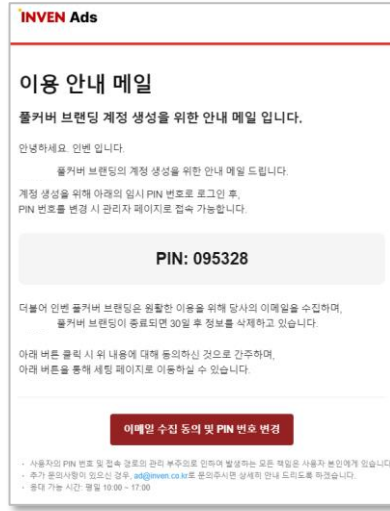 INVEN Ads
이용 안내 메일
풀커버 브랜딩 계정 생성을 위한 안내 메일 입니다.
안녕하세요. 인벤 입니다.
풀커버 브랜딩의 계정 생성을 위한 안내 메일 드립니다.
계정 생성을 위해 아래의 임시 PIN 번호로 로그인 후,
PIN 번호를 변경 시 관리자 페이지로 접속 가능합니다.
PIN: 095328
더불어 인벤 풀커버 브랜딩은 원활한 이용을 위해 당사의 이메일을 수집하며,
풀커버 브랜딩이 종료되면 30일 후 정보를 삭제하고 있습니다.
아래 버튼 클릭 시 위 내용에 대해 동의하신 것으로 간주하며,
아래 버튼을 통해 세팅 페이지로 이동하실 수 있습니다.
이메일 수집 동의 및 PIN 번호 변경
- 사용자의 PIN 번호 및 접속 경로의 관리 부주의로 인하여 발생하는 모든 책임은 사용자 본인에게 있습니다
- 추가 문의사항이 있으신 경우, ad@inven.co.kr로 문의주시면 상세히 안내 드리도록 하겠습니다.
- 응대 가능 시간: 평일 10:00 ~ 17:00